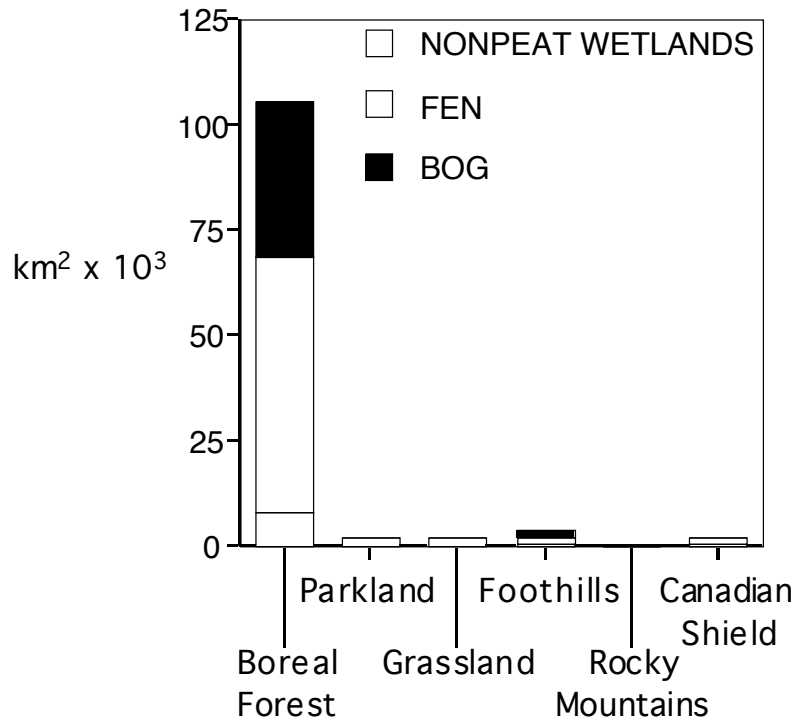 125
100
75
50
25
0
km² x 10³
NONPEAT WETLANDS
FEN
BOG
Parkland
Foothills
Canadian
Shield
Boreal
Forest
Grassland
Rocky
Mountains